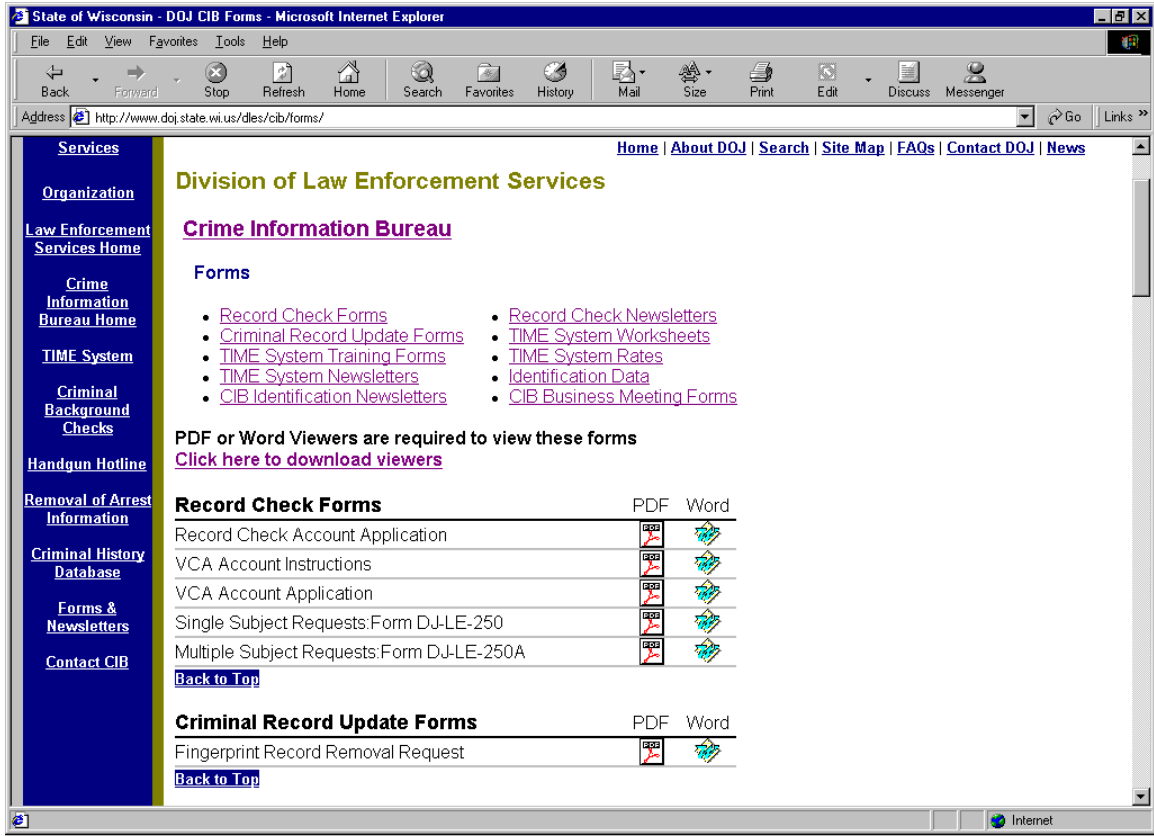 State of Wisconsin - DOJ CIB Forms - Microsoft Internet Explorer
File Edit View Favorites Tools Help
Back Forward Stop Refresh Home Search Favorites History Mail Size Print Edit Discuss Messenger
Address http://www.doj.state.wi.us/dles/cib/forms/ Go Links »
Services
Organization
Law Enforcement
Services Home
Crime
Information
Bureau Home
TIME System
Criminal
Background
Checks
Handgun Hotline
Removal of Arrest
Information
Criminal History
Database
Forms &
Newsletters
Contact CIB
Home | About DOJ | Search | Site Map | FAQs | Contact DOJ | News
Division of Law Enforcement Services
Crime Information Bureau
Forms
• Record Check Forms
• Criminal Record Update Forms
• TIME System Training Forms
• TIME System Newsletters
• CIB Identification Newsletters
• Record Check Newsletters
• TIME System Worksheets
• TIME System Rates
• Identification Data
• CIB Business Meeting Forms
PDF or Word Viewers are required to view these forms
Click here to download viewers
Record Check Forms PDF Word
Record Check Account Application PDF
VCA Account Instructions PDF
VCA Account Application PDF
Single Subject Requests:Form DJ-LE-250 PDF
Multiple Subject Requests:Form DJ-LE-250A PDF
Back to Top
Criminal Record Update Forms PDF Word
Fingerprint Record Removal Request PDF
Back to Top
Internet